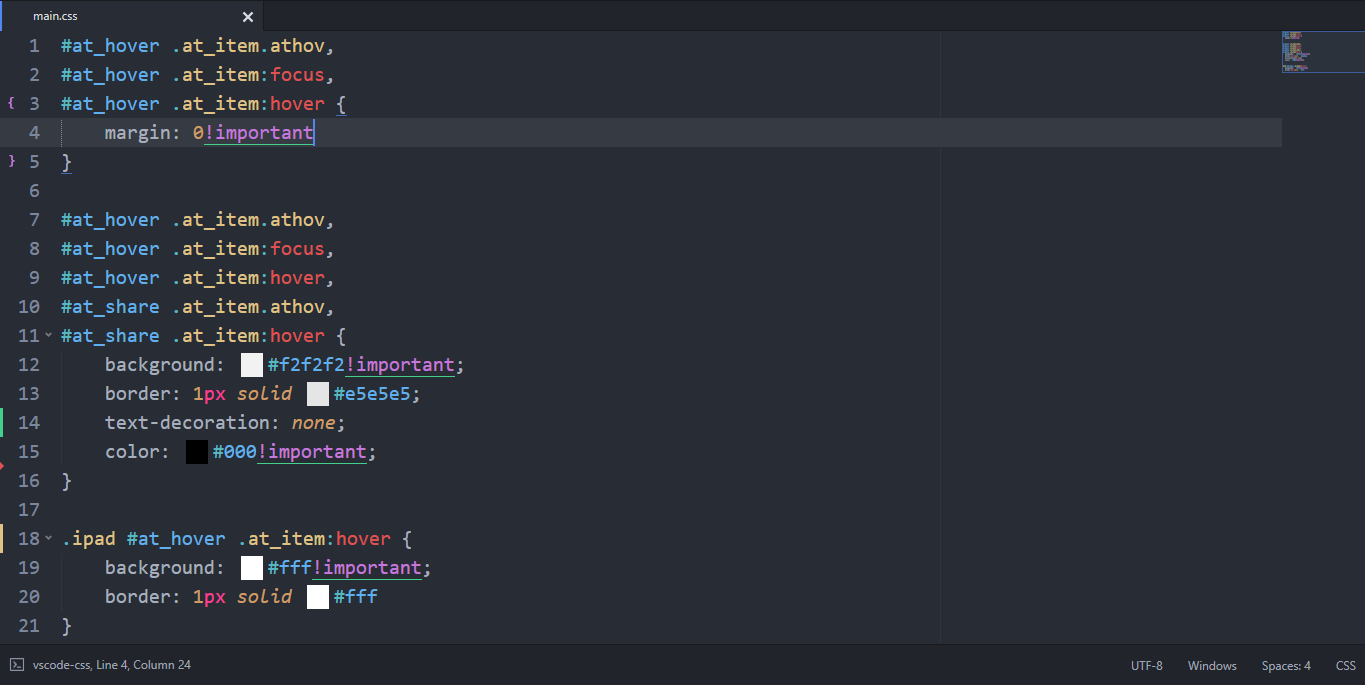 main.css
1 #at_hover .at_item.athov,
2 #at_hover .at_item:focus,
{ 3 #at_hover .at_item:hover {
4     margin: 0!important
} 5 }
6
7 #at_hover .at_item.athov,
8 #at_hover .at_item:focus,
9 #at_hover .at_item:hover,
10 #at_share .at_item.athov,
11 #at_share .at_item:hover {
12     background: #f2f2f2!important;
13     border: 1px solid #e5e5e5;
14     text-decoration: none;
15     color: #000!important;
16 }
17
18 .ipad #at_hover .at_item:hover {
19     background: #fff!important;
20     border: 1px solid #fff
21 }
vscode-css, Line 4, Column 24 UTF-8 Windows Spaces: 4 CSS